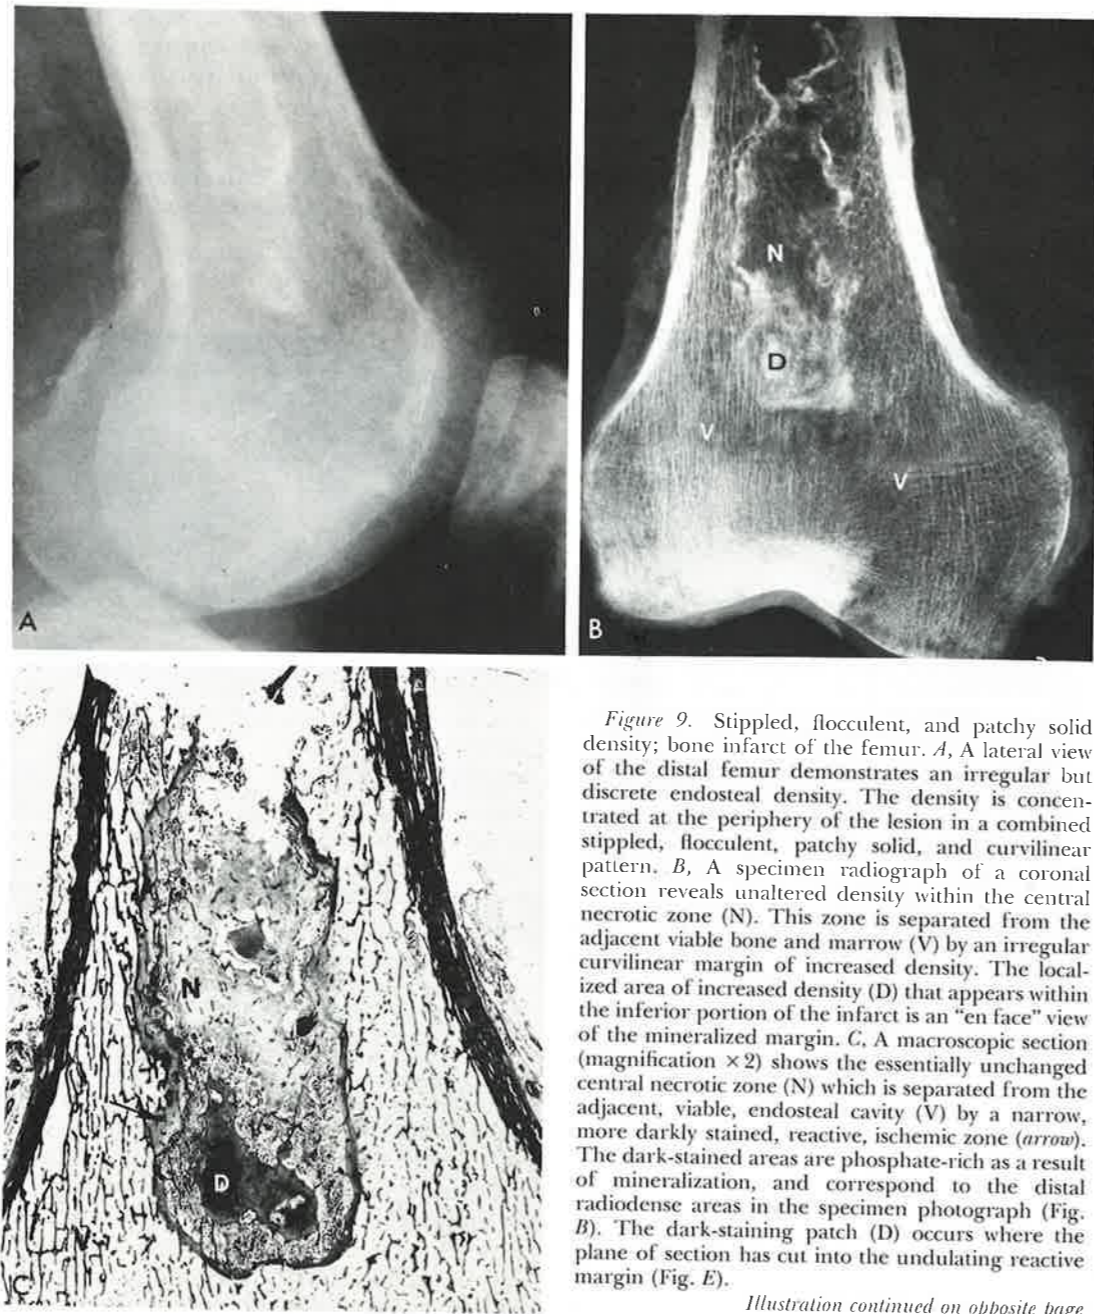 A
B
N
D
V
V
C
N
D
V
Figure 9. Stippled, flocculent, and patchy solid
density; bone infarct of the femur. A, A lateral view
of the distal femur demonstrates an irregular but
discrete endosteal density. The density is concen-
trated at the periphery of the lesion in a combined
stippled, flocculent, patchy solid, and curvilinear
pattern. B, A specimen radiograph of a coronal
section reveals unaltered density within the central
necrotic zone (N). This zone is separated from the
adjacent viable bone and marrow (V) by an irregular
curvilinear margin of increased density. The local-
ized area of increased density (D) that appears within
the inferior portion of the infarct is an “en face” view
of the mineralized margin. C, A macroscopic section
(magnification × 2) shows the essentially unchanged
central necrotic zone (N) which is separated from the
adjacent, viable, endosteal cavity (V) by a narrow,
more darkly stained, reactive, ischemic zone (arrow).
The dark-stained areas are phosphate-rich as a result
of mineralization, and correspond to the distal
radiodense areas in the specimen photograph (Fig.
B). The dark-staining patch (D) occurs where the
plane of section has cut into the undulating reactive
margin (Fig. E).
Illustration continued on opposite page